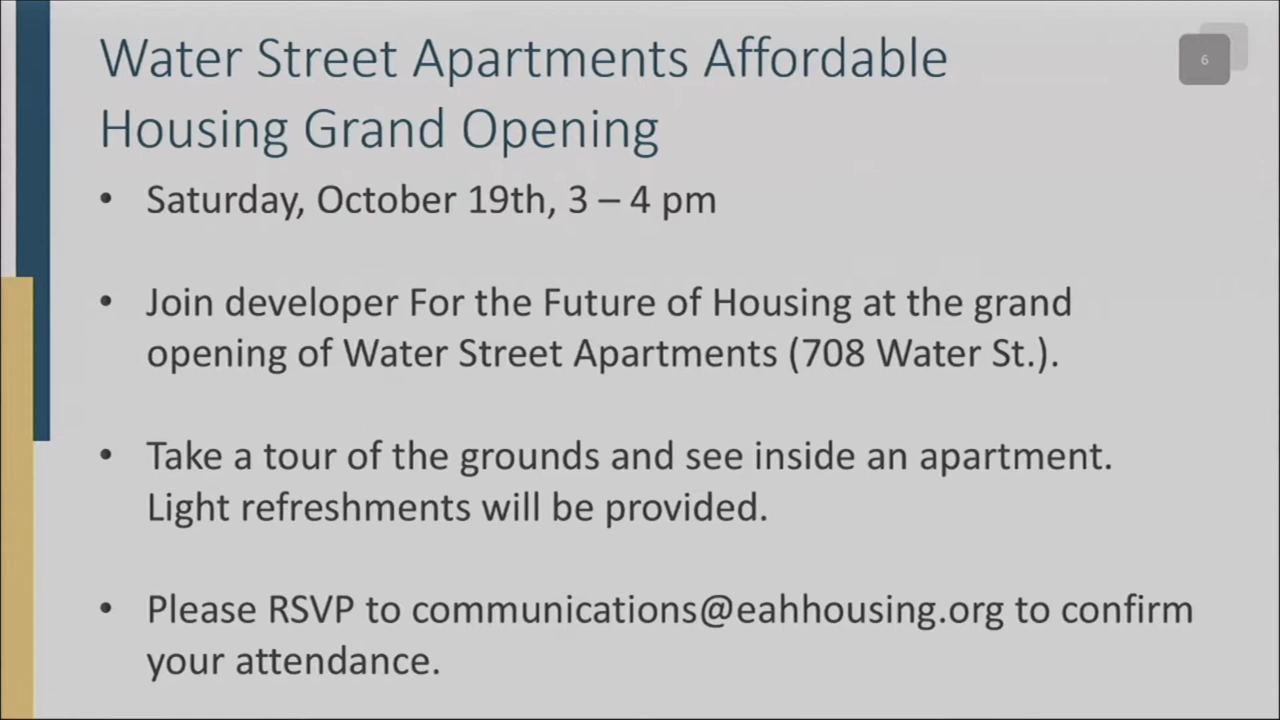 Water Street Apartments Affordable
Housing Grand Opening
6
• Saturday, October 19th, 3 – 4 pm
• Join developer For the Future of Housing at the grand
opening of Water Street Apartments (708 Water St.).
• Take a tour of the grounds and see inside an apartment.
Light refreshments will be provided.
• Please RSVP to communications@eahhousing.org to confirm
your attendance.